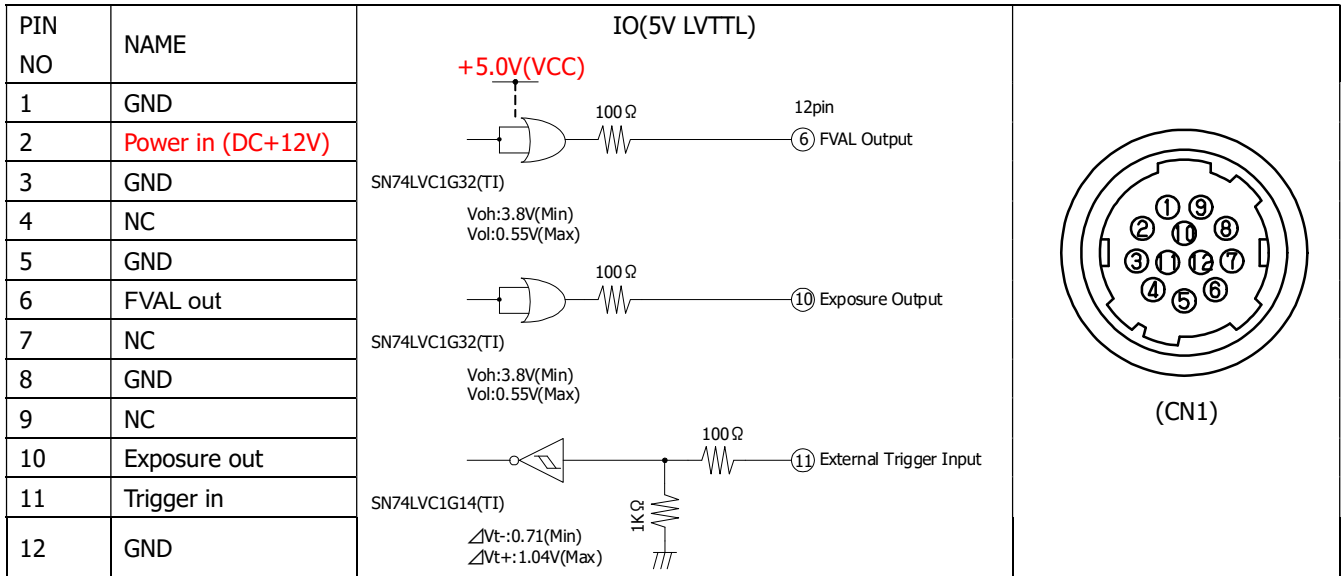 PIN NO NAME IO(5V LVTTL)
1 GND
2 Power in (DC+12V)
3 GND
4 NC
5 GND
6 FVAL out
7 NC
8 GND
9 NC
10 Exposure out
11 Trigger in
12 GND
+5.0V(VCC)
100Ω
12pin
6 FVAL Output
SN74LVC1G32(TI)
Voh:3.8V(Min)
Vol:0.55V(Max)
100Ω
10 Exposure Output
SN74LVC1G32(TI)
Voh:3.8V(Min)
Vol:0.55V(Max)
100Ω
11 External Trigger Input
1KΩ
SN74LVC1G14(TI)
⊿Vt-:0.71(Min)
⊿Vt+:1.04V(Max)
1 9
2 10 8
3 11 12 7
4 5 6
(CN1)